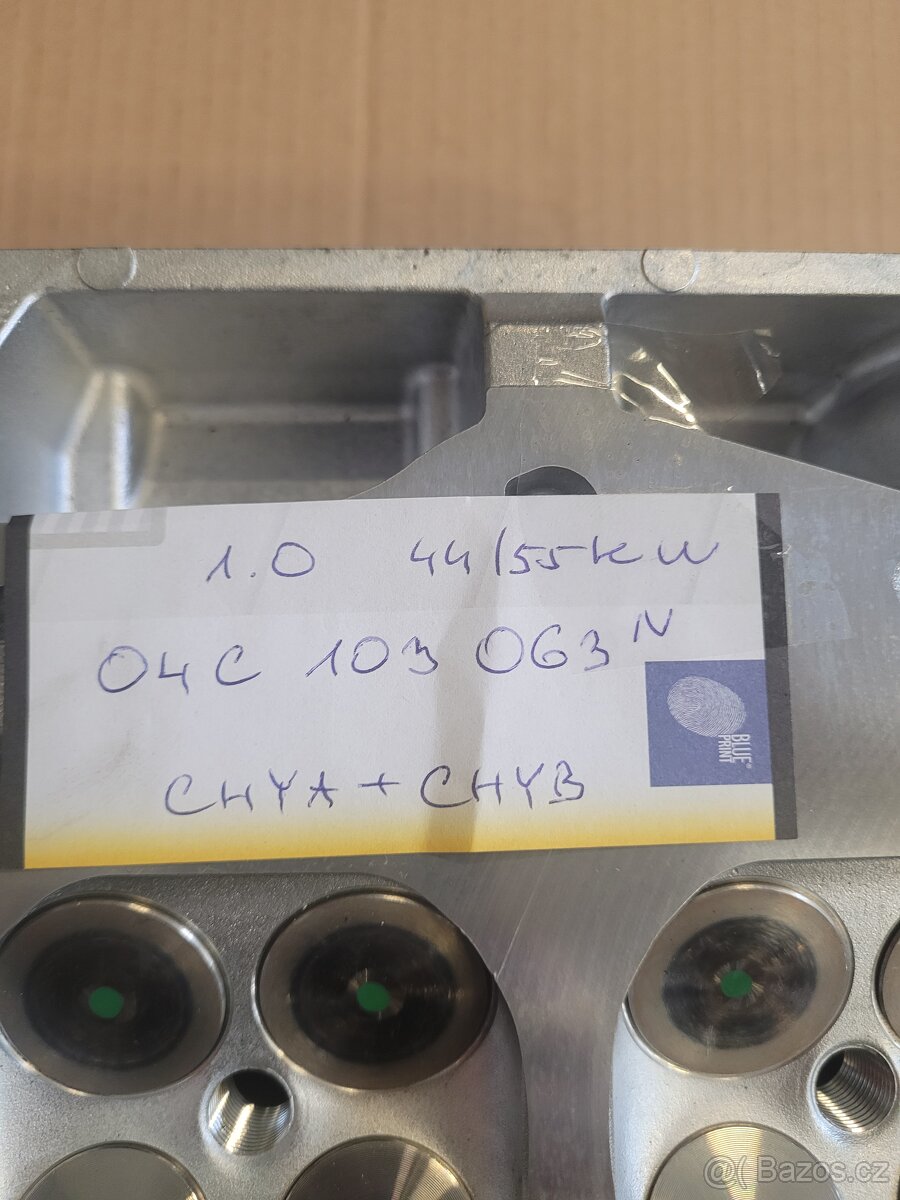 1.0 44/55kW
04C 103 063 N
BLUE®
PRINT
CHYA + CHYB
@( Bazos.cz